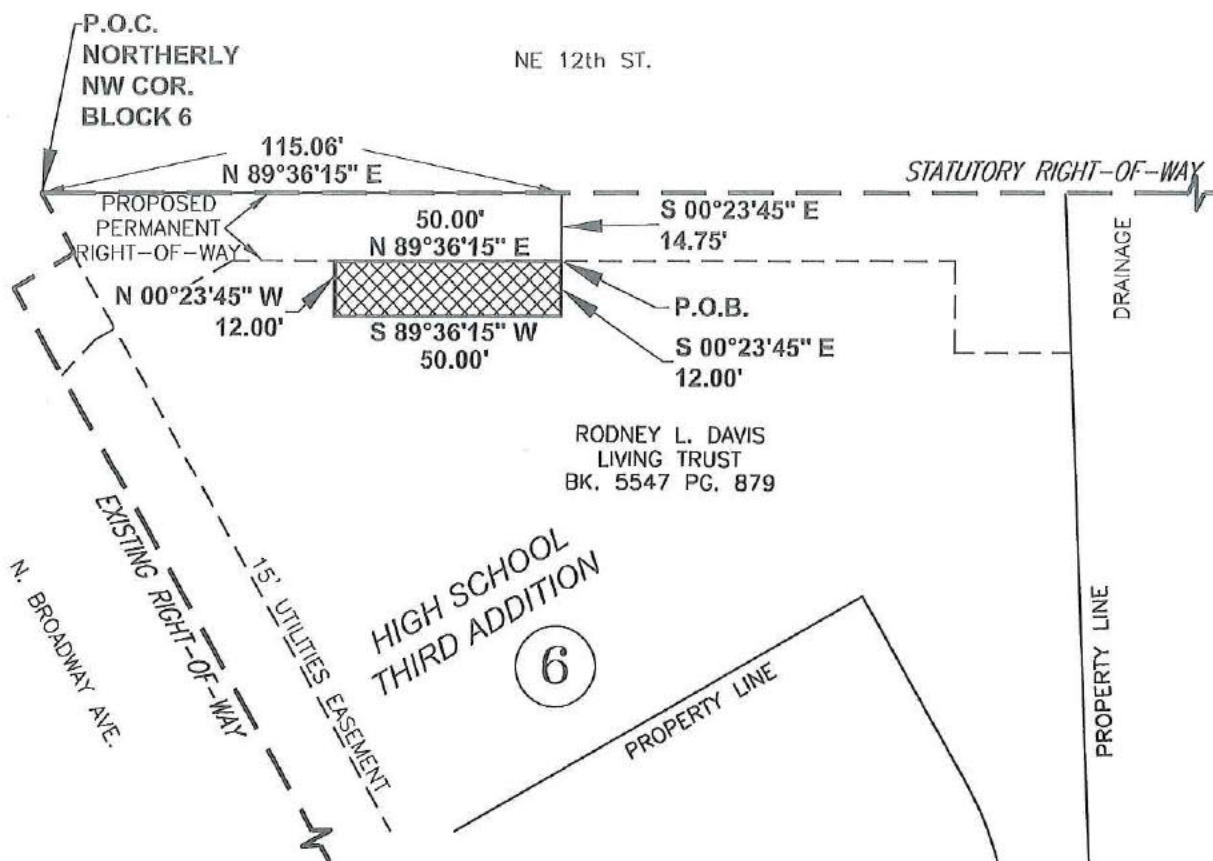 P.O.C.
NORTHERLY
NW COR.
BLOCK 6
NE 12th ST.
115.06'
N 89°36'15" E
STATUTORY RIGHT-OF-WAY
PROPOSED
PERMANENT
RIGHT-OF-WAY
50.00'
N 89°36'15" E
S 00°23'45" E
14.75'
DRAINAGE
N 00°23'45" W
12.00'
P.O.B.
S 89°36'15" W
50.00'
S 00°23'45" E
12.00'
RODNEY L. DAVIS
LIVING TRUST
BK. 5547 PG. 879
EXISTING RIGHT-OF-WAY
15' UTILITIES EASEMENT
N. BROADWAY AVE.
HIGH SCHOOL
THIRD ADDITION
6
PROPERTY LINE
PROPERTY LINE